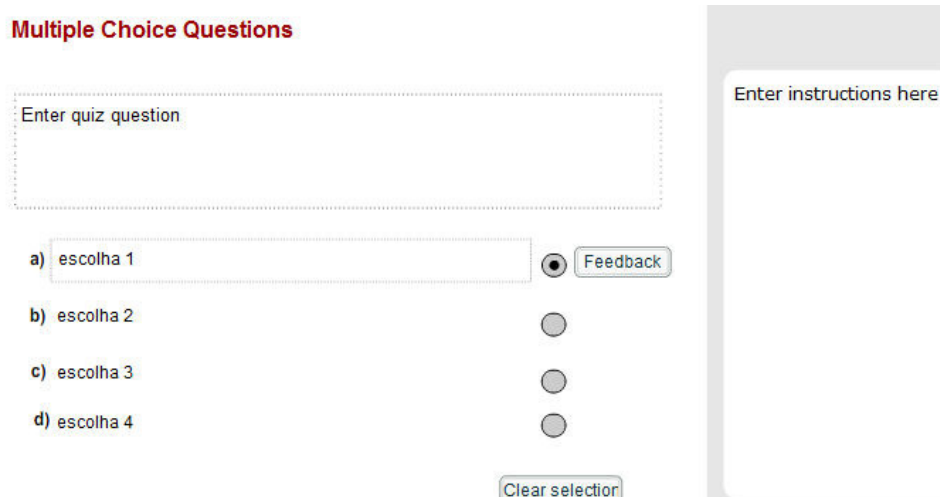 Multiple Choice Questions
Enter instructions here
Enter quiz question
a) escolha 1 Feedback
b) escolha 2
c) escolha 3
d) escolha 4
Clear selection